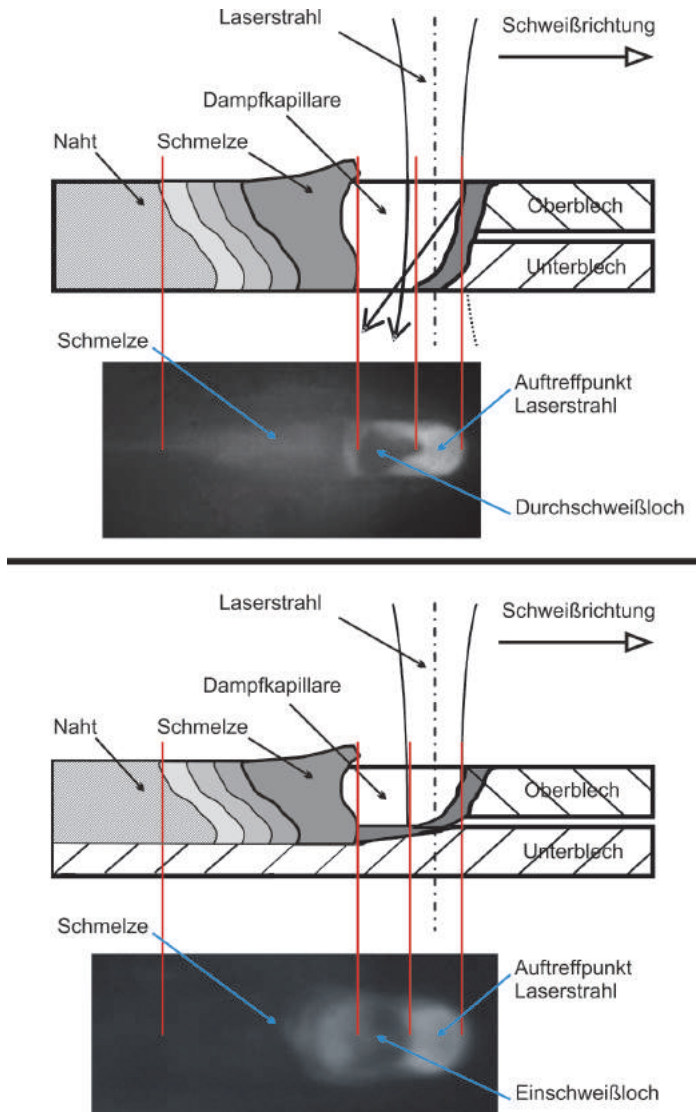 Laserstrahl
Schweißrichtung
Dampfkapillare
Naht
Schmelze
Oberblech
Unterblech
Schmelze
Auftreffpunkt
Laserstrahl
Durchschweißloch
Laserstrahl
Schweißrichtung
Dampfkapillare
Naht
Schmelze
Oberblech
Unterblech
Schmelze
Auftreffpunkt
Laserstrahl
Einschweißloch